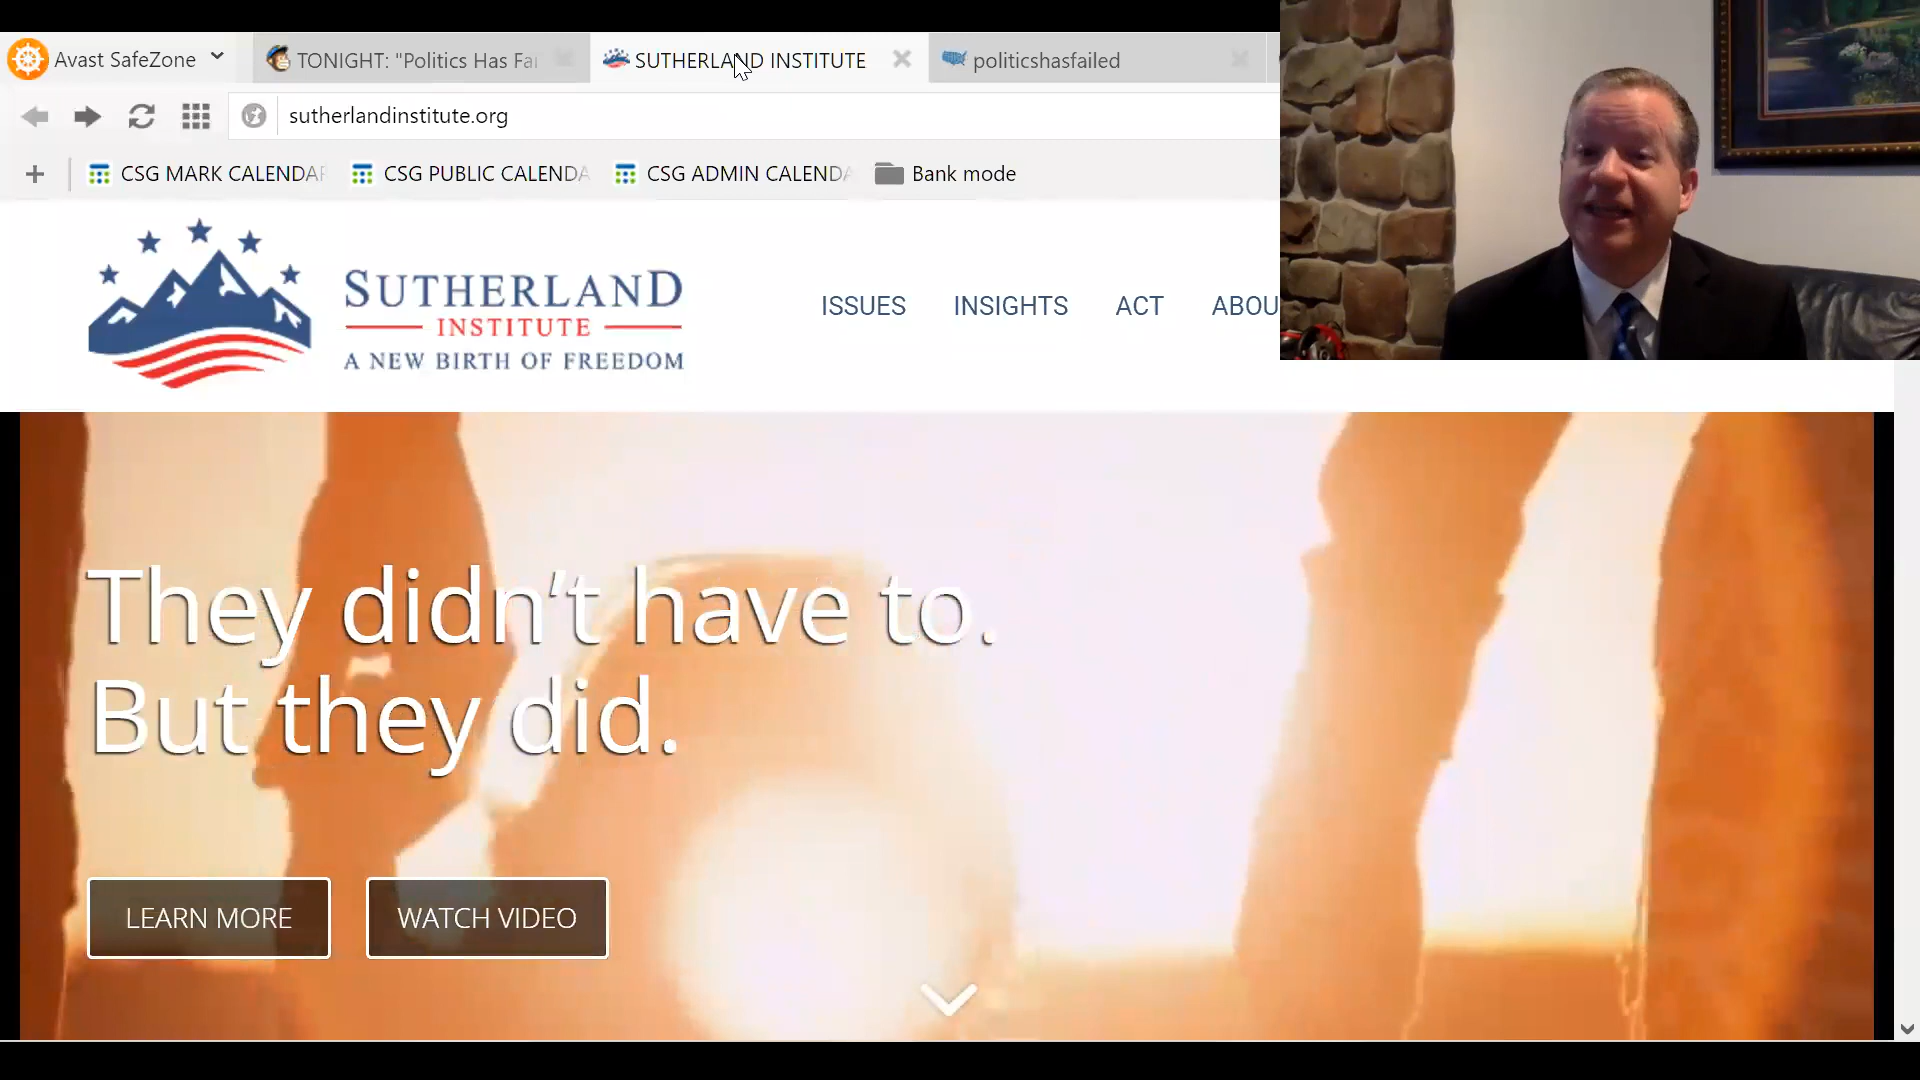 Avast SafeZone
TONIGHT: "Politics Has Fai
SUTHERLAND INSTITUTE
politicshasfailed
sutherlandinstitute.org
CSG MARK CALENDAR
CSG PUBLIC CALENDA
CSG ADMIN CALENDA
Bank mode
SUTHERLAND
INSTITUTE
A NEW BIRTH OF FREEDOM
ISSUES
INSIGHTS
ACT
ABOU
They didn't have to.
But they did.
LEARN MORE
WATCH VIDEO